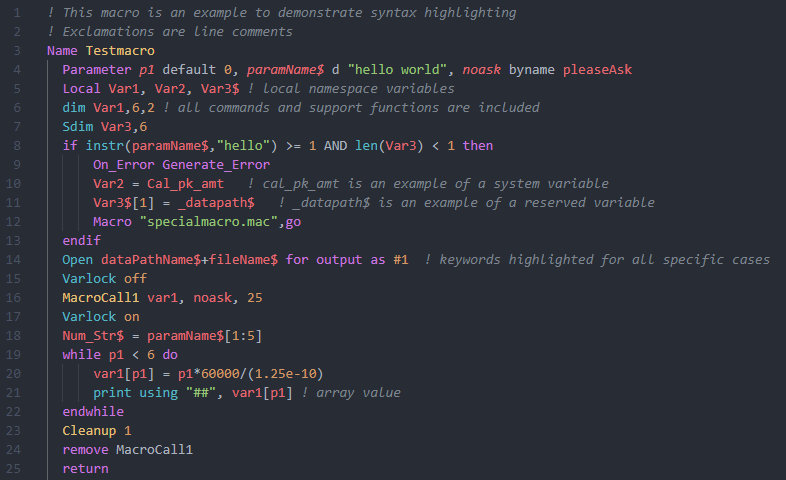 1 ! This macro is an example to demonstrate syntax highlighting
2 ! Exclamations are line comments
3 Name Testmacro
4 Parameter p1 default 0, paramName$ d "hello world", noask byname pleaseAsk
5 Local Var1, Var2, Var3$ ! local namespace variables
6 dim Var1,6,2 ! all commands and support functions are included
7 Sdim Var3,6
8 if instr(paramName$,"hello") >= 1 AND len(Var3) < 1 then
9 On_Error Generate_Error
10 Var2 = Cal_pk_amt ! cal_pk_amt is an example of a system variable
11 Var3$[1] = _datapath$ ! _datapath$ is an example of a reserved variable
12 Macro "specialmacro.mac",go
13 endif
14 Open dataPathName$+fileName$ for output as #1 ! keywords highlighted for all specific cases
15 Varlock off
16 MacroCall1 var1, noask, 25
17 Varlock on
18 Num_Str$ = paramName$[1:5]
19 while p1 < 6 do
20 var1[p1] = p1*60000/(1.25e-10)
21 print using "##", var1[p1] ! array value
22 endwhile
23 Cleanup 1
24 remove MacroCall1
25 return